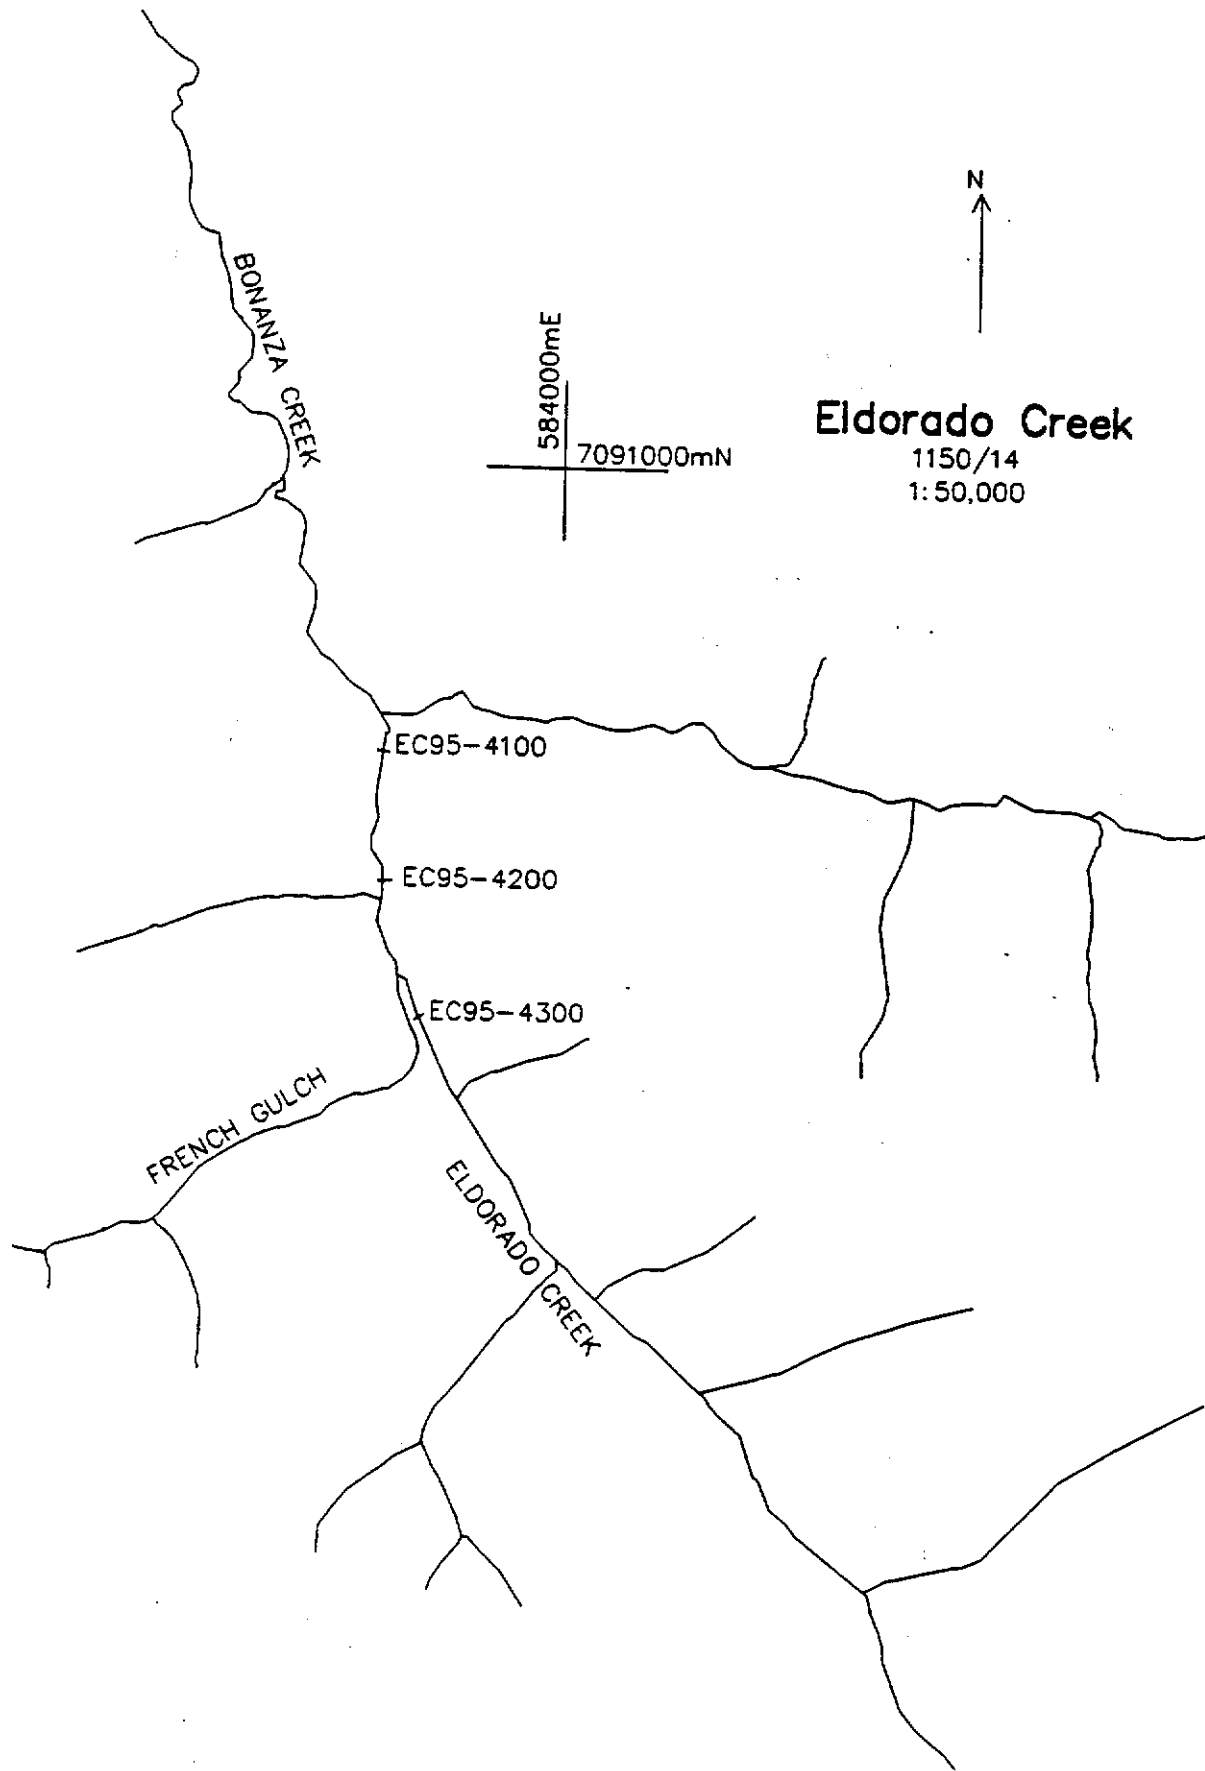 N
BONANZA CREEK
584000mE
7091000mN
Eldorado Creek
1150/14
1:50,000
EC95-4100
EC95-4200
EC95-4300
FRENCH GULCH
ELDORADO CREEK